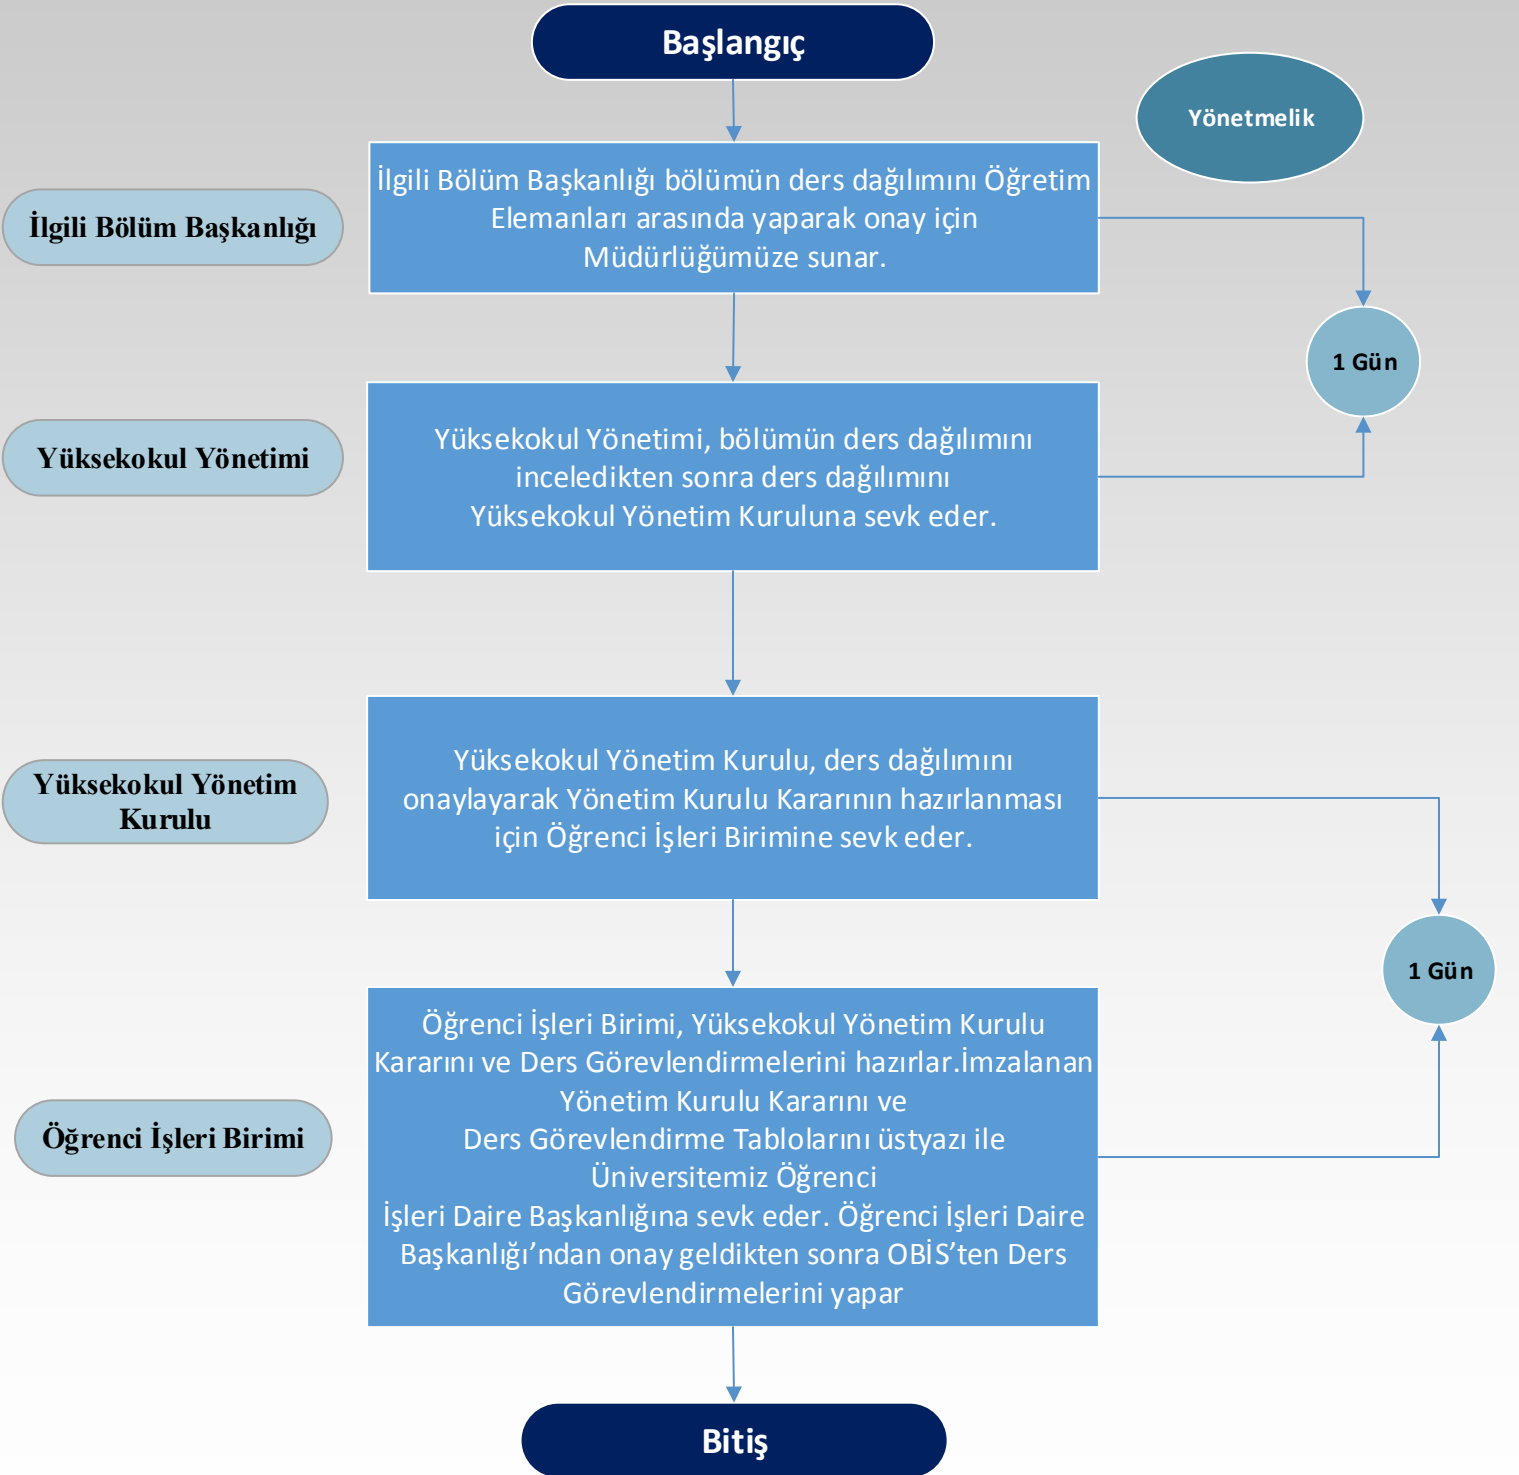 Başlangıç
Yönetmelik
İlgili Bölüm Başkanlığı
İlgili Bölüm Başkanlığı bölümün ders dağılımını Öğretim
Elemanları arasında yaparak onay için
Müdürlüğümüze sunar.
1 Gün
Yüksekokul Yönetimi
Yüksekokul Yönetimi, bölümün ders dağılımını
inceledikten sonra ders dağılımını
Yüksekokul Yönetim Kuruluna sevk eder.
Yüksekokul Yönetim
Kurulu
Yüksekokul Yönetim Kurulu, ders dağılımını
onaylayarak Yönetim Kurulu Kararının hazırlanması
için Öğrenci İşleri Birimine sevk eder.
1 Gün
Öğrenci İşleri Birimi
Öğrenci İşleri Birimi, Yüksekokul Yönetim Kurulu
Kararını ve Ders Görevlendirmelerini hazırlar.İmzalanan
Yönetim Kurulu Kararını ve
Ders Görevlendirme Tablolarını üstyazı ile
Üniversitemiz Öğrenci
İşleri Daire Başkanlığına sevk eder. Öğrenci İşleri Daire
Başkanlığı’ndan onay geldikten sonra OBİS’ten Ders
Görevlendirmelerini yapar
Bitiş